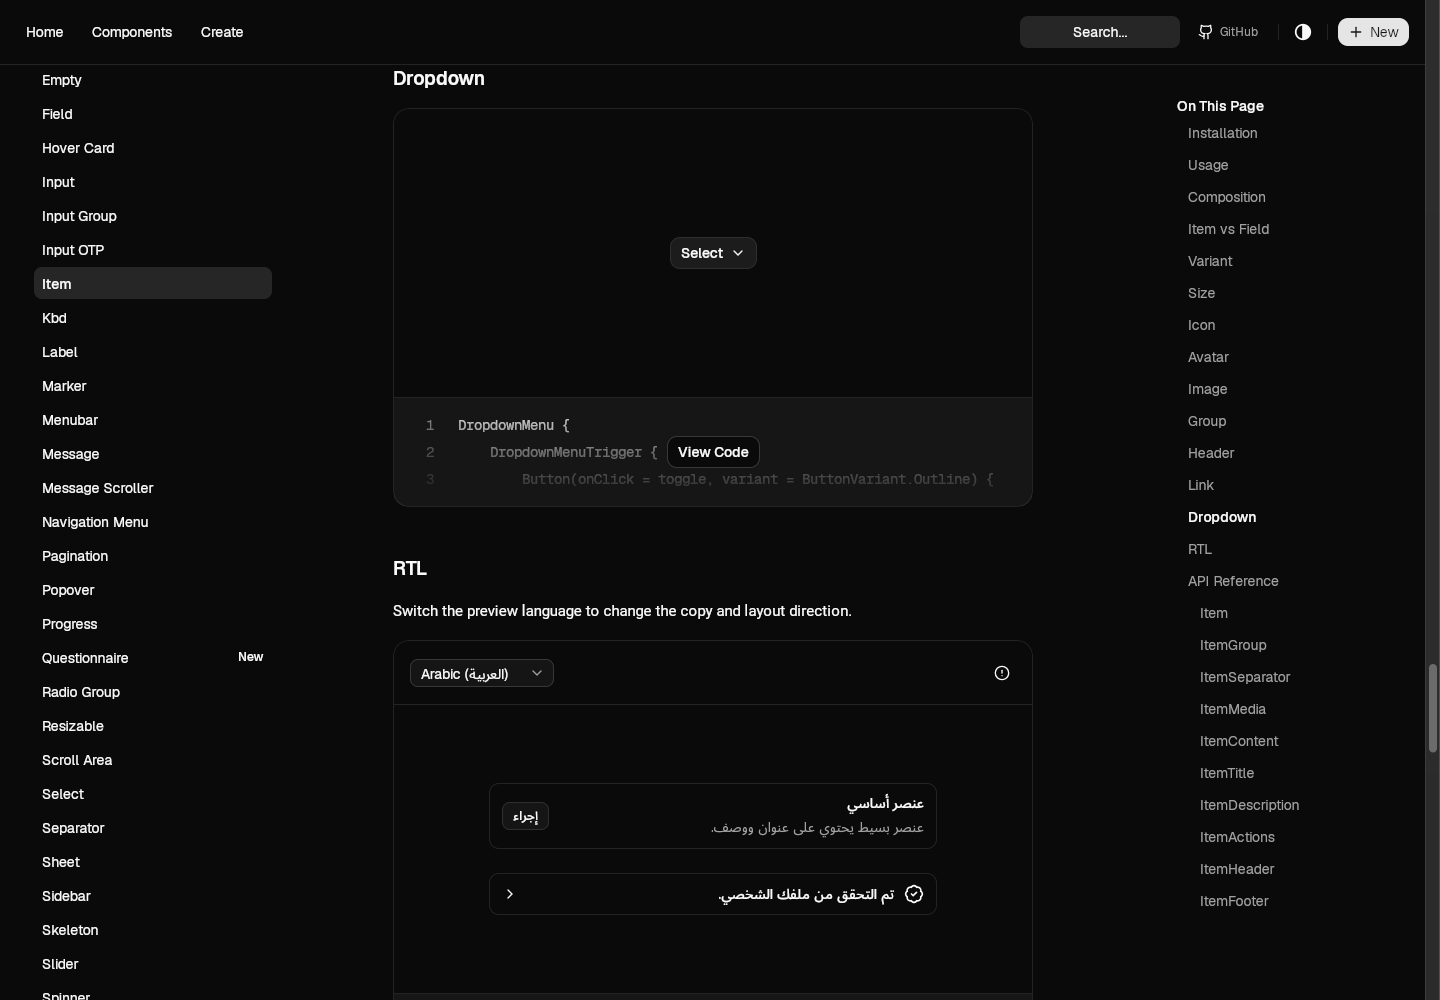 Home
Components
Create
Search...
GitHub
New
Empty
Field
Hover Card
Input
Input Group
Input OTP
Item
Kbd
Label
Marker
Menubar
Message
Message Scroller
Navigation Menu
Pagination
Popover
Progress
Questionnaire New
Radio Group
Resizable
Scroll Area
Select
Separator
Sheet
Sidebar
Skeleton
Slider
Spinner
Dropdown
Select
1 DropdownMenu {
2 DropdownMenuTrigger {
View Code
3 Button(onClick = toggle, variant = ButtonVariant.Outline) {
RTL
Switch the preview language to change the copy and layout direction.
Arabic (العربية)
عنصر أساسي
عنصر بسيط يحتوي على عنوان ووصف.
إجراء
تم التحقق من ملفك الشخصي.
On This Page
Installation
Usage
Composition
Item vs Field
Variant
Size
Icon
Avatar
Image
Group
Header
Link
Dropdown
RTL
API Reference
Item
ItemGroup
ItemSeparator
ItemMedia
ItemContent
ItemTitle
ItemDescription
ItemActions
ItemHeader
ItemFooter